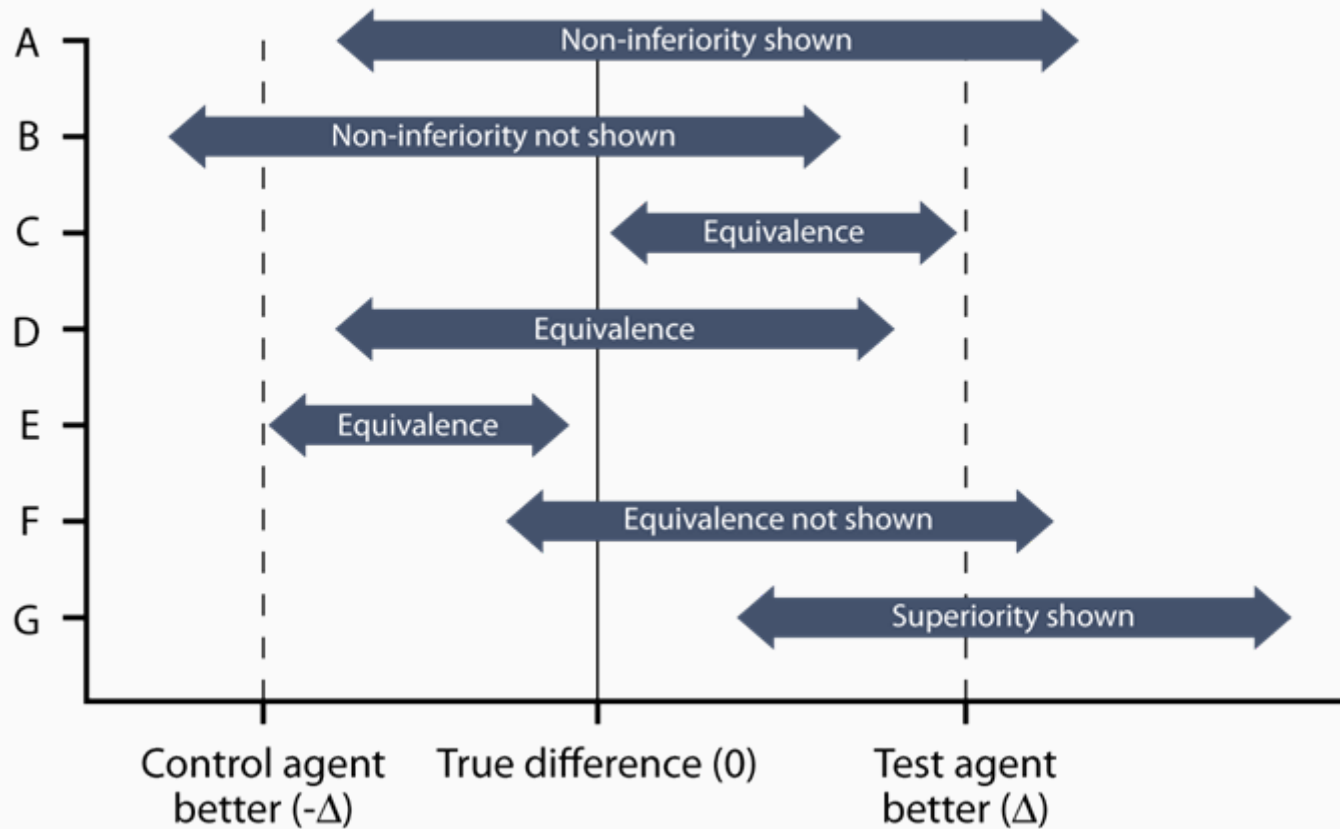 A
Non-inferiority shown
B
Non-inferiority not shown
C
Equivalence
D
Equivalence
E
Equivalence
F
Equivalence not shown
G
Superiority shown
Control agent
better (-Δ)
True difference (0)
Test agent
better (Δ)